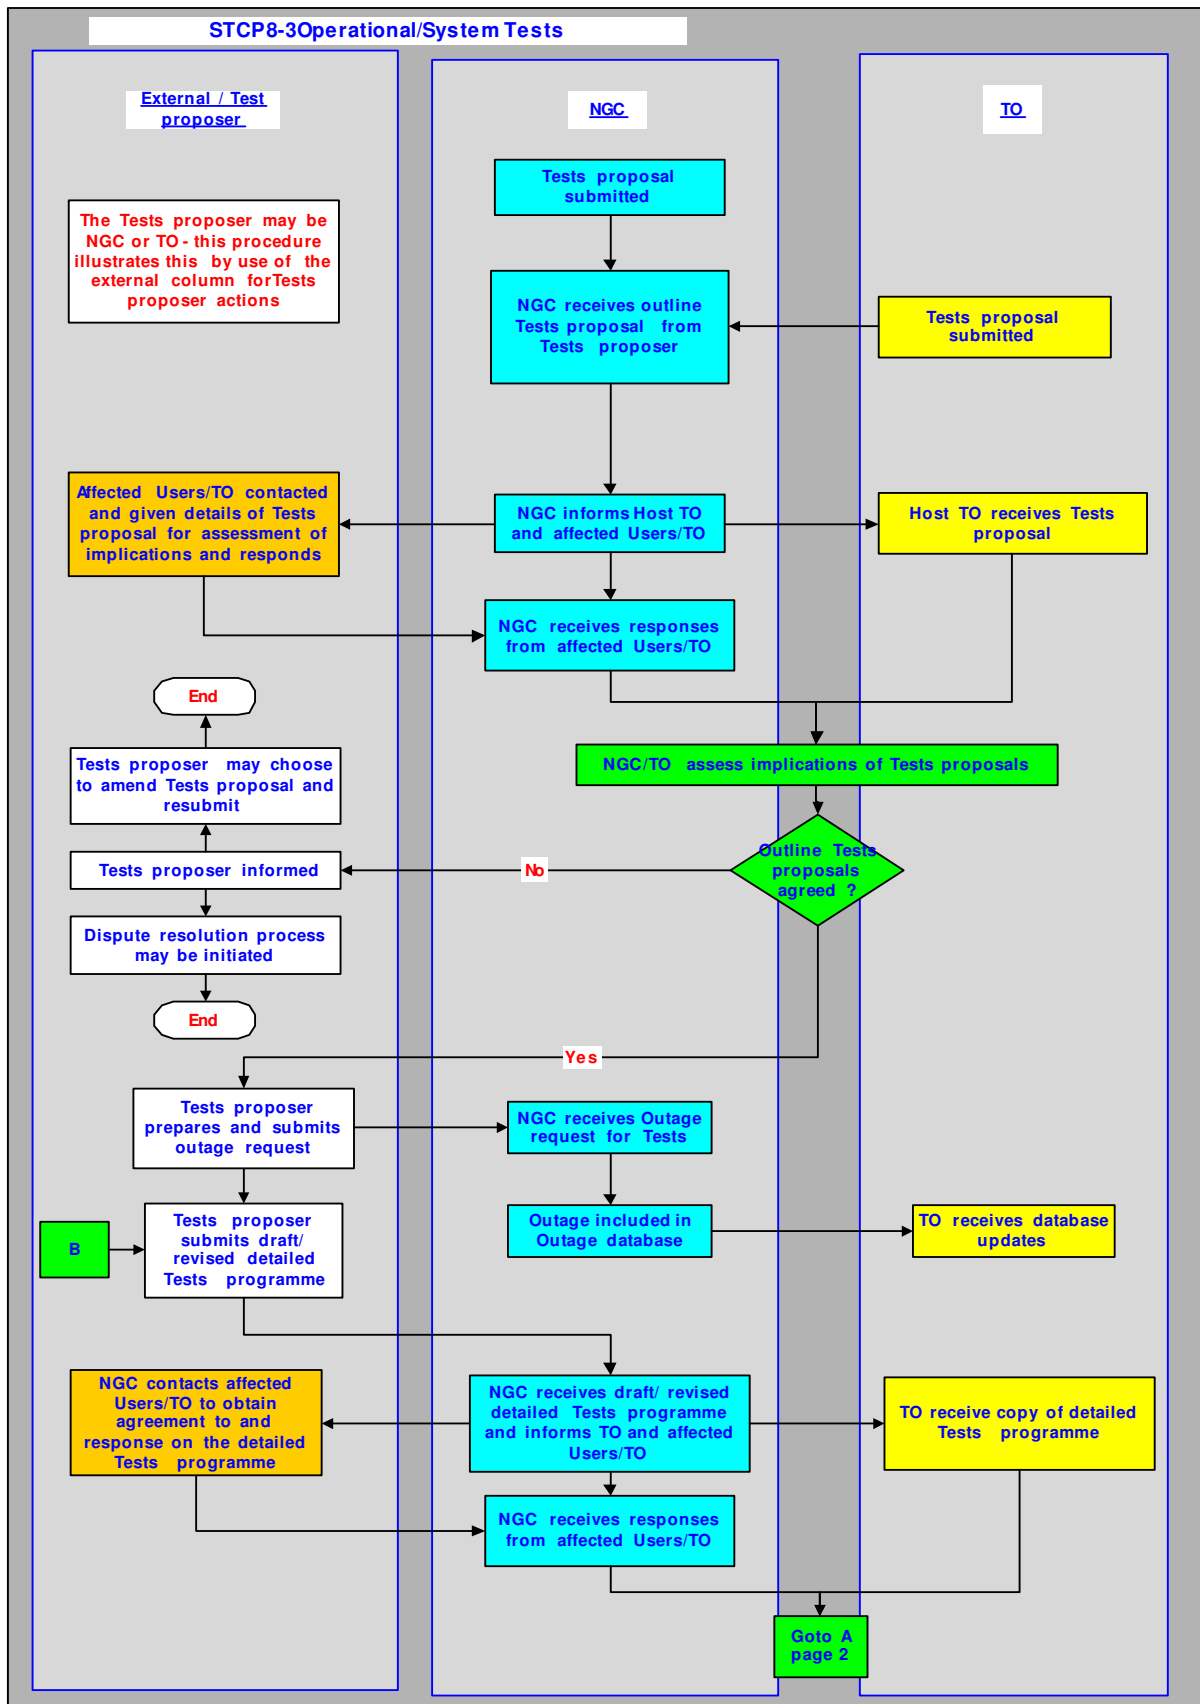 STCP8-3Operational/System Tests
External / Test
proposer
NGC
TO
Tests proposal
submitted
The Tests proposer may be
NGC or TO - this procedure
illustrates this by use of the
external column forTests
proposer actions
NGC receives outline
Tests proposal from
Tests proposer
Tests proposal
submitted
Affected Users/TO contacted
and given details of Tests
proposal for assessment of
implications and responds
NGC informs Host TO
and affected Users/TO
Host TO receives Tests
proposal
NGC receives responses
from affected Users/TO
End
Tests proposer may choose
to amend Tests proposal and
resubmit
NGC/TO assess implications of Tests proposals
Tests proposer informed
No
Outline Tests
proposals
agreed ?
Dispute resolution process
may be initiated
End
Yes
Tests proposer
prepares and submits
outage request
NGC receives Outage
request for Tests
B
Tests proposer
submits draft/
revised detailed
Tests programme
Outage included in
Outage database
TO receives database
updates
NGC contacts affected
Users/TO to obtain
agreement to and
response on the detailed
Tests programme
NGC receives draft/ revised
detailed Tests programme
and informs TO and affected
Users/TO
TO receive copy of detailed
Tests programme
NGC receives responses
from affected Users/TO
Goto A
page 2